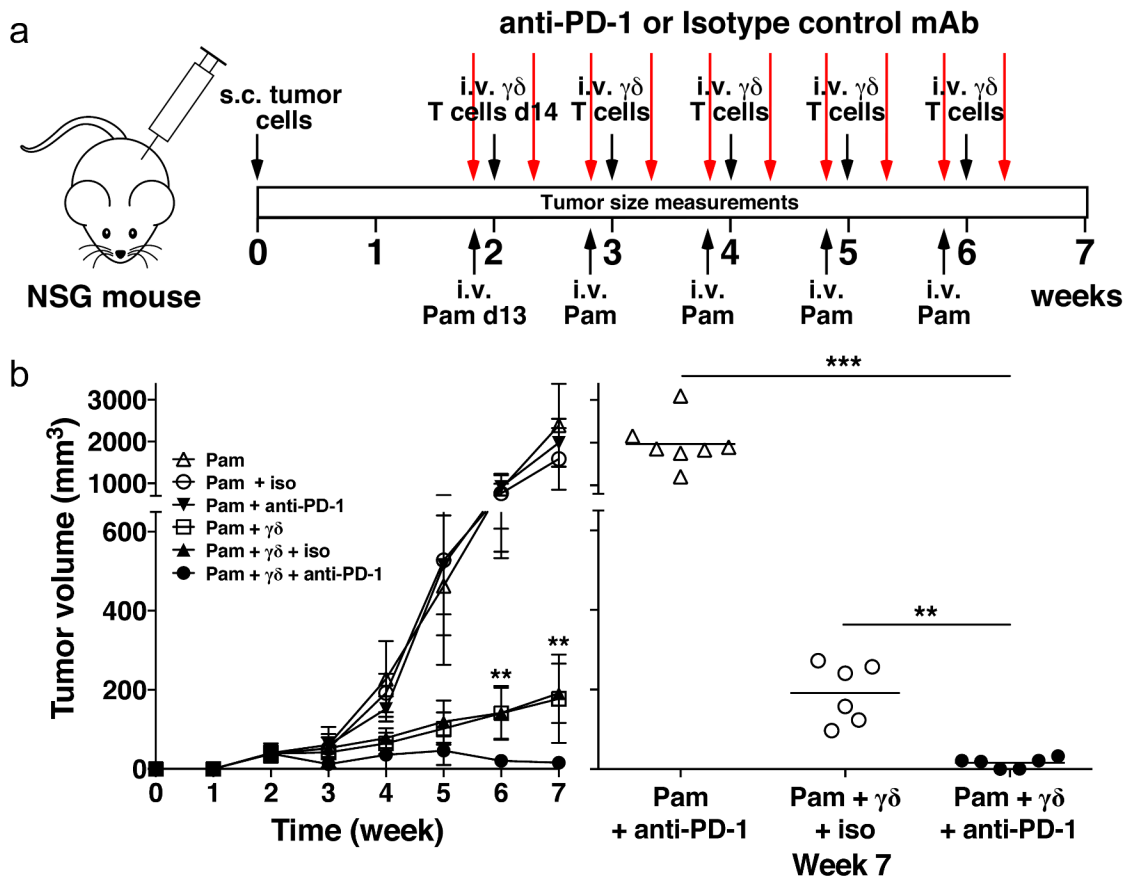 a
anti-PD-1 or Isotype control mAb
s.c. tumor
cells
i.v. γδ
T cells d14
i.v. γδ
T cells
i.v. γδ
T cells
i.v. γδ
T cells
i.v. γδ
T cells
Tumor size measurements
0 1 2 3 4 5 6 7
NSG mouse
weeks
i.v.
Pam d13
i.v.
Pam
i.v.
Pam
i.v.
Pam
i.v.
Pam
b
Tumor volume (mm³)
3000
2000
1000
600
400
200
0
Pam
Pam + iso
Pam + anti-PD-1
Pam + γδ
Pam + γδ + iso
Pam + γδ + anti-PD-1
**
**
0 1 2 3 4 5 6 7
Time (week)
***
**
Pam
+ anti-PD-1
Pam + γδ
+ iso
Pam + γδ
+ anti-PD-1
Week 7